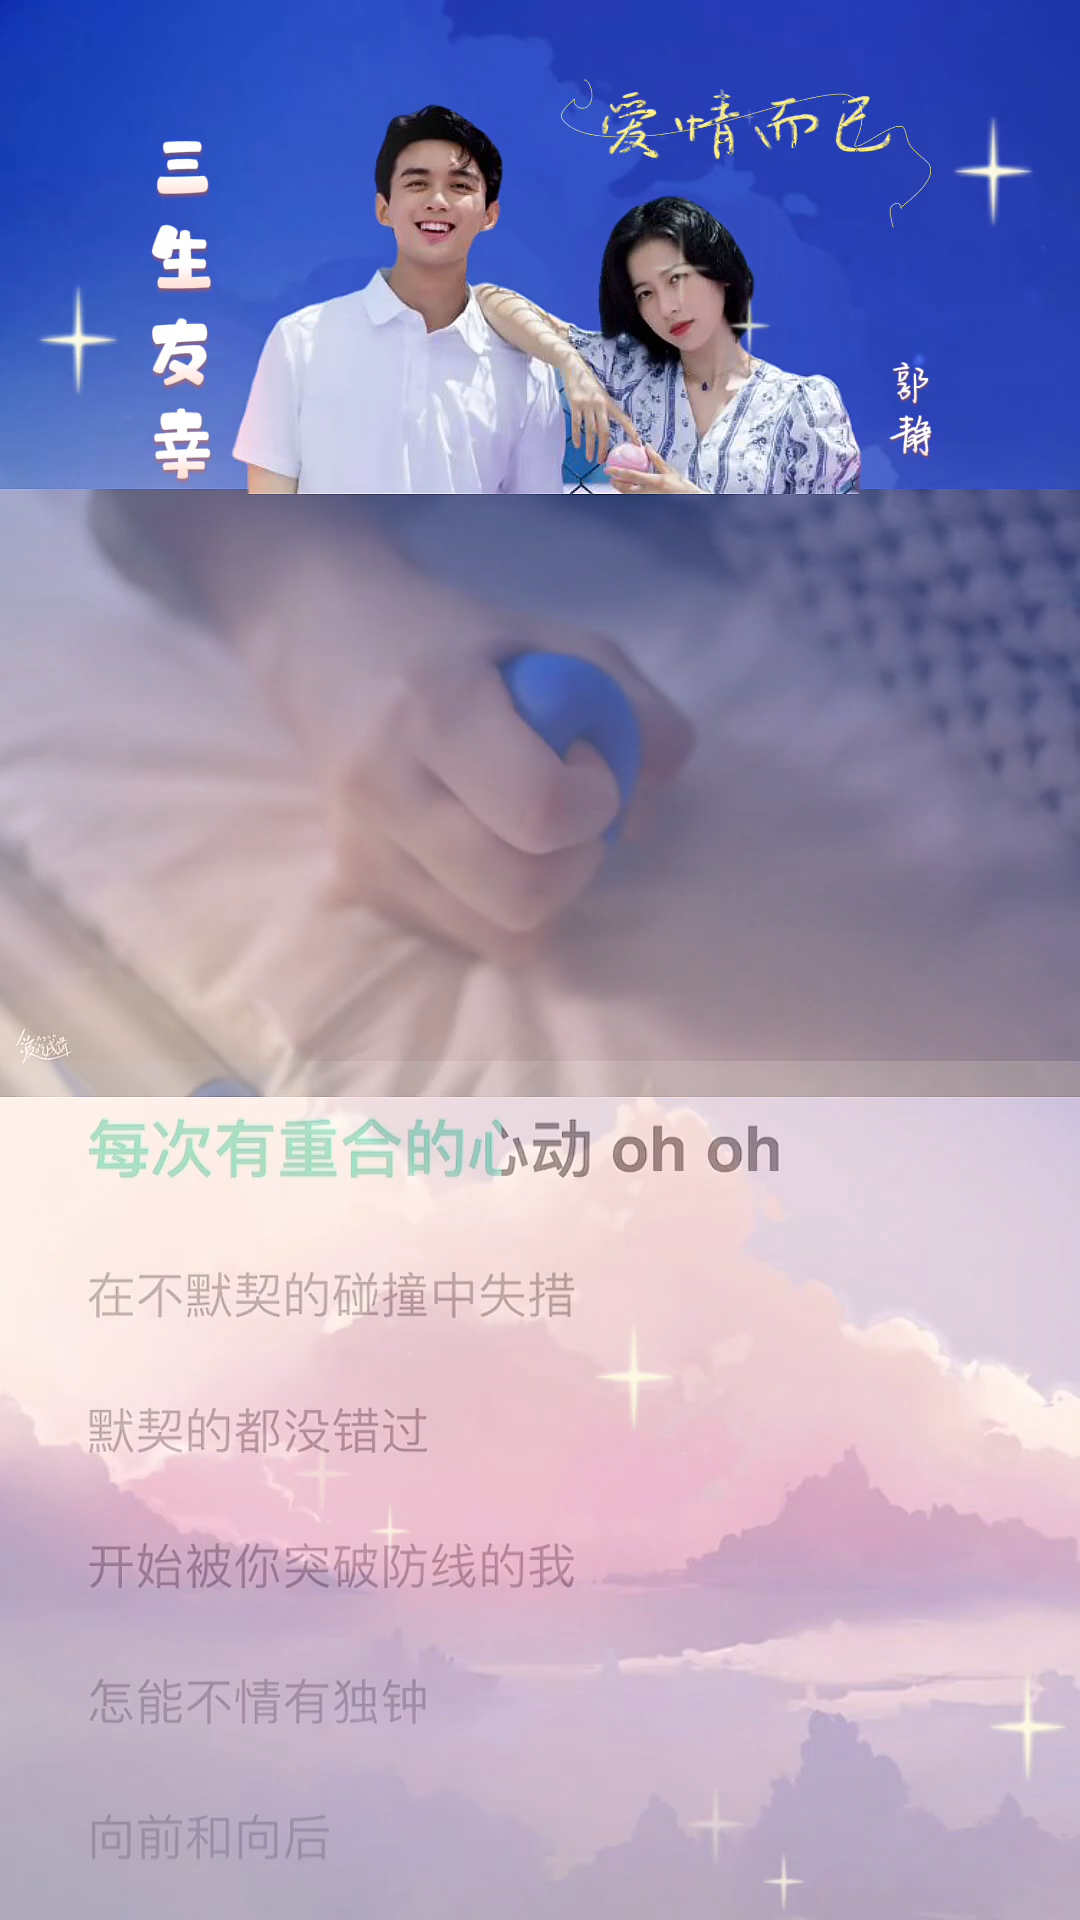 爱情而已
三生友幸
郭静
每次有重合的心动 oh oh
在不默契的碰撞中失措
默契的都没错过
开始被你突破防线的我
怎能不情有独钟
向前和向后